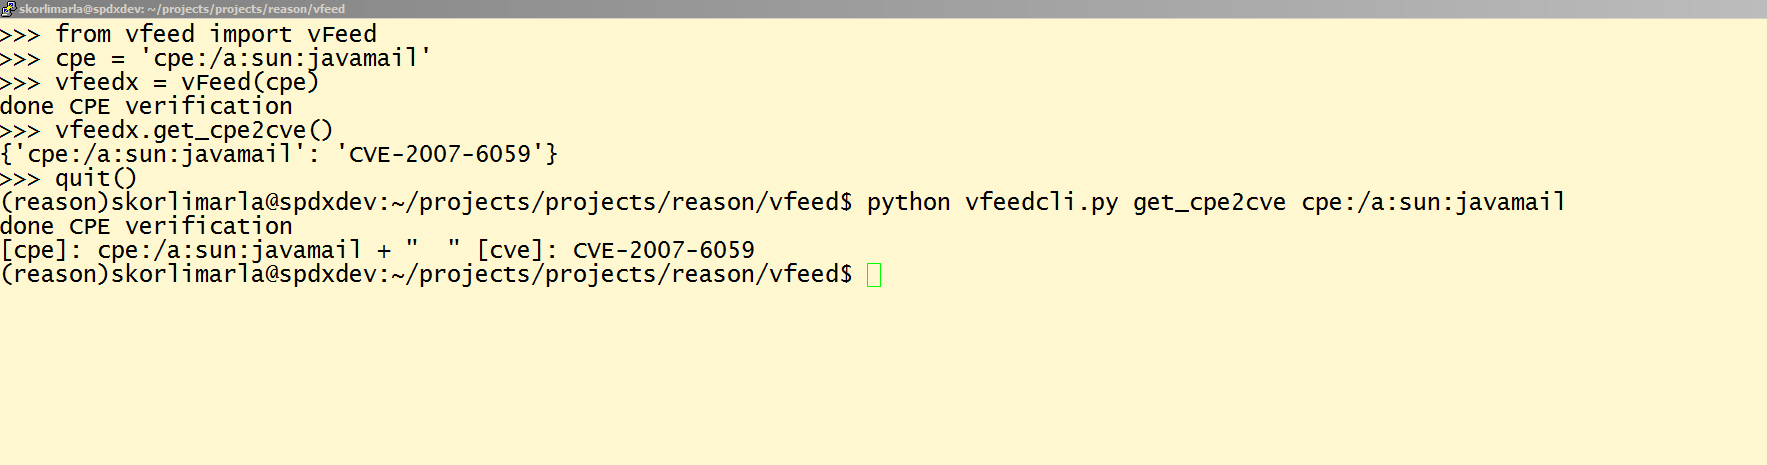 skorlimarla@spdxdev: ~/projects/projects/reason/vfeed
>>> from vfeed import vFeed
>>> cpe = 'cpe:/a:sun:javamail'
>>> vfeedx = vFeed(cpe)
done CPE verification
>>> vfeedx.get_cpe2cve()
{'cpe:/a:sun:javamail': 'CVE-2007-6059'}
>>> quit()
(reason)skorlimarla@spdxdev:~/projects/projects/reason/vfeed$ python vfeedcli.py get_cpe2cve cpe:/a:sun:javamail
done CPE verification
[cpe]: cpe:/a:sun:javamail + "  " [cve]: CVE-2007-6059
(reason)skorlimarla@spdxdev:~/projects/projects/reason/vfeed$